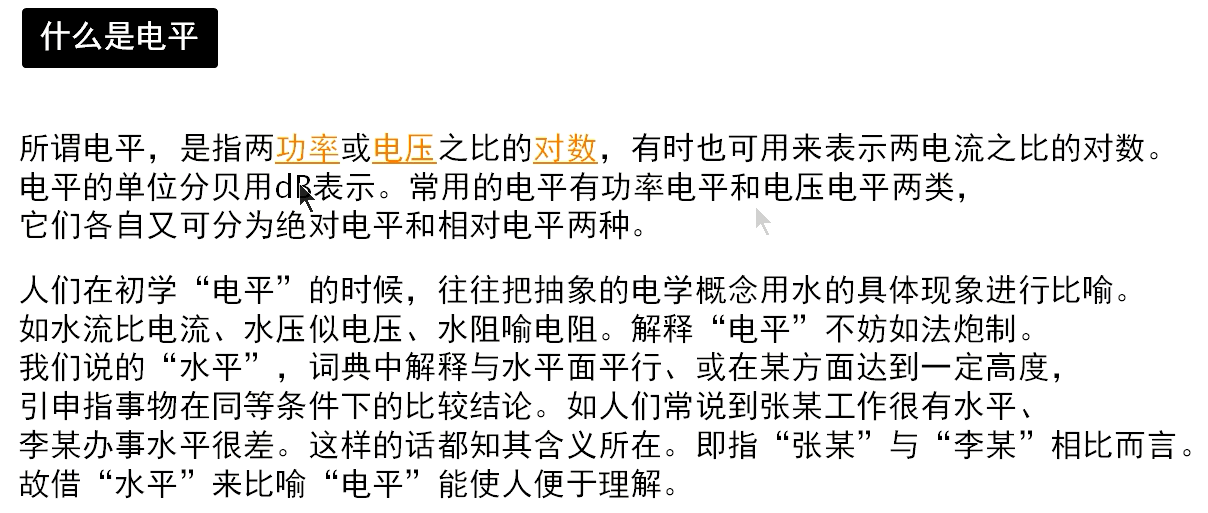 什么是电平
所谓电平，是指两功率或电压之比的对数，有时也可用来表示两电流之比的对数。
电平的单位分贝用dB表示。常用的电平有功率电平和电压电平两类，
它们各自又可分为绝对电平和相对电平两种。
人们在初学“电平”的时候，往往把抽象的电学概念用水的具体现象进行比喻。
如水流比电流、水压似电压、水阻喻电阻。解释“电平”不妨如法炮制。
我们说的“水平”，词典中解释与水平面平行、或在某方面达到一定高度，
引申指事物在同等条件下的比较结论。如人们常说到张某工作很有水平、
李某办事水平很差。这样的话都知其含义所在。即指“张某”与“李某”相比而言。
故借“水平”来比喻“电平”能使人便于理解。